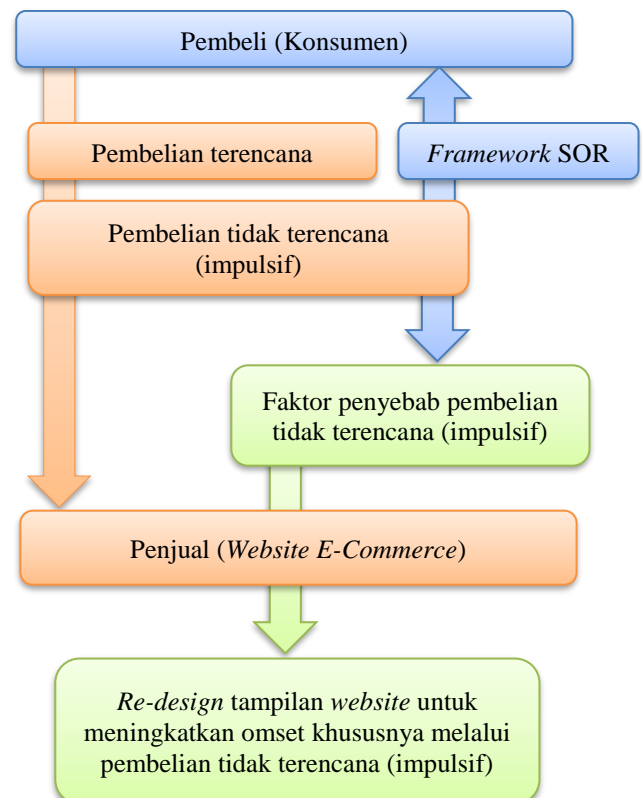 Pembeli (Konsumen)
Pembelian terencana
Framework SOR
Pembelian tidak terencana
(impulsif)
Faktor penyebab pembelian
tidak terencana (impulsif)
Penjual (Website E-Commerce)
Re-design tampilan website untuk
meningkatkan omset khususnya melalui
pembelian tidak terencana (impulsif)